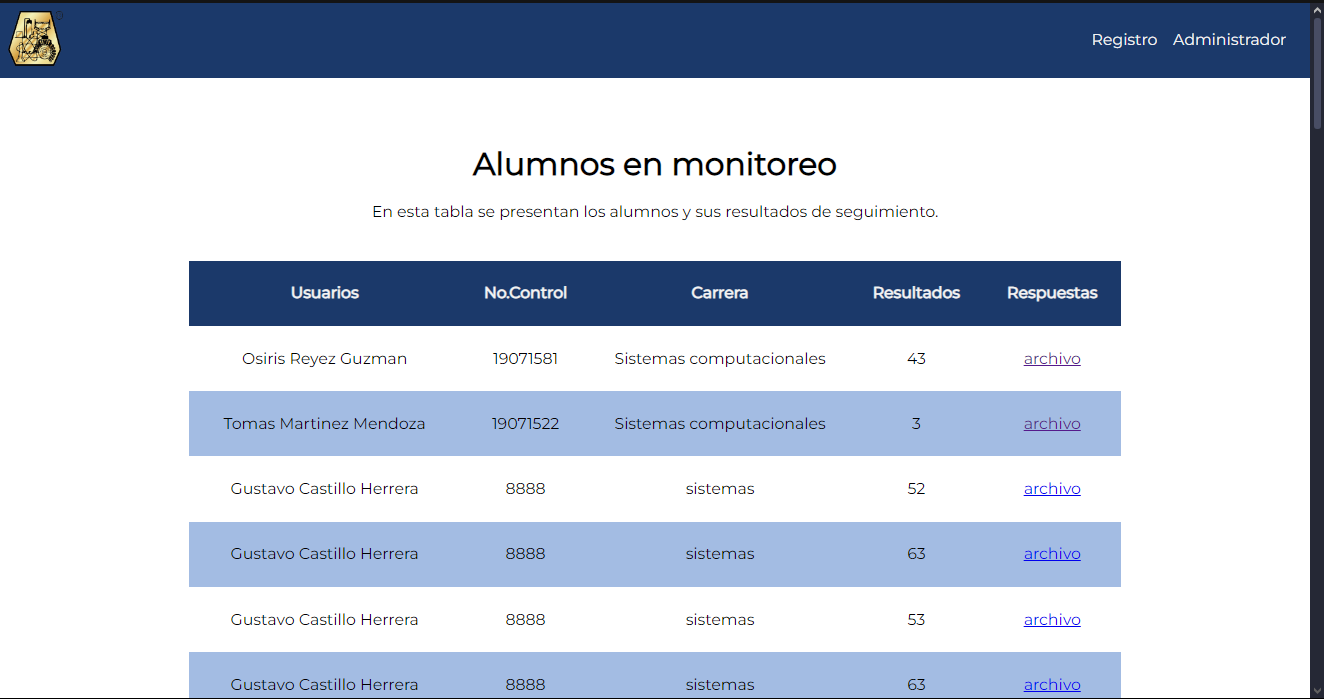 Registro Administrador
Alumnos en monitoreo
En esta tabla se presentan los alumnos y sus resultados de seguimiento.
Usuarios No.Control Carrera Resultados Respuestas
Osiris Reyez Guzman 19071581 Sistemas computacionales 43 archivo
Tomas Martinez Mendoza 19071522 Sistemas computacionales 3 archivo
Gustavo Castillo Herrera 8888 sistemas 52 archivo
Gustavo Castillo Herrera 8888 sistemas 63 archivo
Gustavo Castillo Herrera 8888 sistemas 53 archivo
Gustavo Castillo Herrera 8888 sistemas 63 archivo